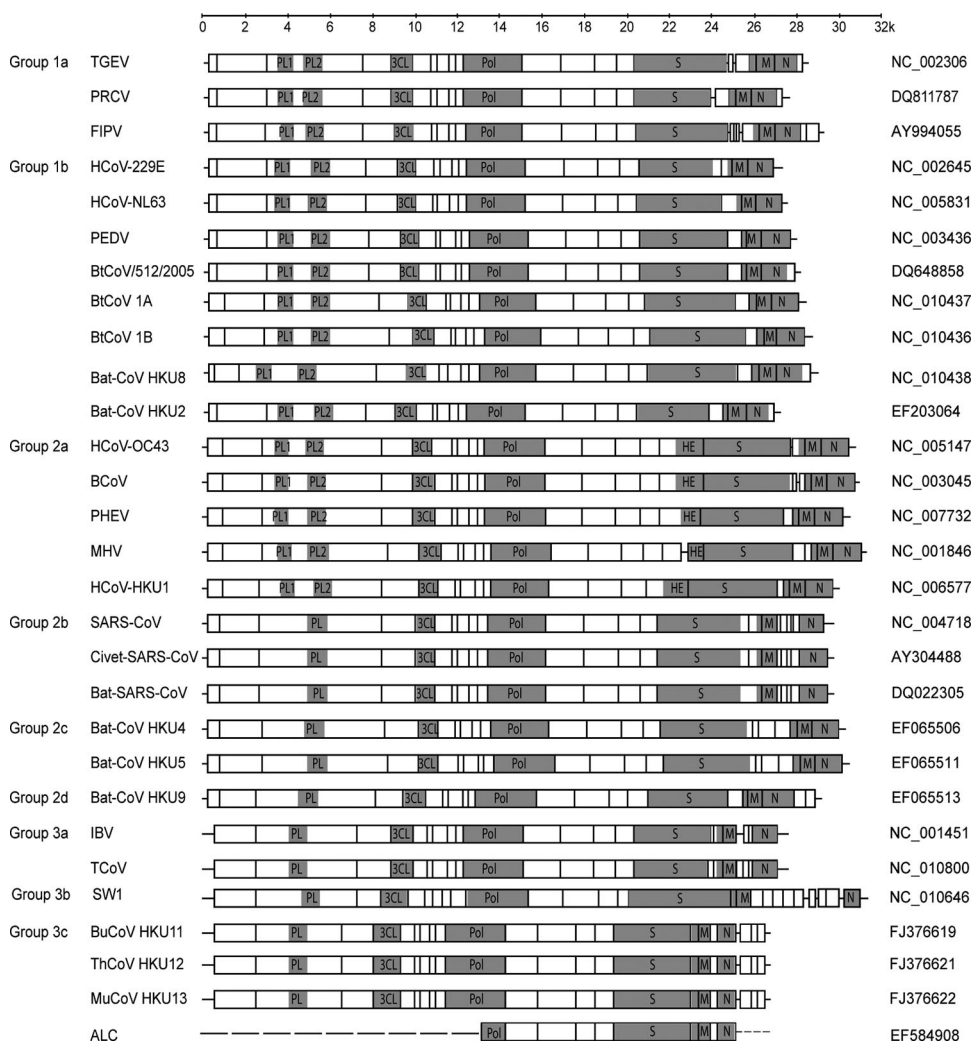 0 2 4 6 8 10 12 14 16 18 20 22 24 26 28 30 32k
Group 1a TGEV PL1 PL2 3CL Pol S M N NC_002306
PRCV PL1 PL2 3CL Pol S M N DQ811787
FIPV PL1 PL2 3CL Pol S M N AY994055
Group 1b HCoV-229E PL1 PL2 3CL Pol S M N NC_002645
HCoV-NL63 PL1 PL2 3CL Pol S M N NC_005831
PEDV PL1 PL2 3CL Pol S M N NC_003436
BtCoV/512/2005 PL1 PL2 3CL Pol S M N DQ648858
BtCoV 1A PL1 PL2 3CL Pol S M N NC_010437
BtCoV 1B PL1 PL2 3CL Pol S M N NC_010436
Bat-CoV HKU8 PL1 PL2 3CL Pol S M N NC_010438
Bat-CoV HKU2 PL1 PL2 3CL Pol S M N EF203064
Group 2a HCoV-OC43 PL1 PL2 3CL Pol HE S M N NC_005147
BCoV PL1 PL2 3CL Pol HE S M N NC_003045
PHEV PL1 PL2 3CL Pol HE S M N NC_007732
MHV PL1 PL2 3CL Pol HE S M N NC_001846
HCoV-HKU1 PL1 PL2 3CL Pol HE S M N NC_006577
Group 2b SARS-CoV PL 3CL Pol S M N NC_004718
Civet-SARS-CoV PL 3CL Pol S M N AY304488
Bat-SARS-CoV PL 3CL Pol S M N DQ022305
Group 2c Bat-CoV HKU4 PL 3CL Pol S M N EF065506
Bat-CoV HKU5 PL 3CL Pol S M N EF065511
Group 2d Bat-CoV HKU9 PL 3CL Pol S M N EF065513
Group 3a IBV PL 3CL Pol S M N NC_001451
TCoV PL 3CL Pol S M N NC_010800
Group 3b SW1 PL 3CL Pol S M N NC_010646
Group 3c BuCoV HKU11 PL 3CL Pol S M N FJ376619
ThCoV HKU12 PL 3CL Pol S M N FJ376621
MuCoV HKU13 PL 3CL Pol S M N FJ376622
ALC Pol S M N EF584908